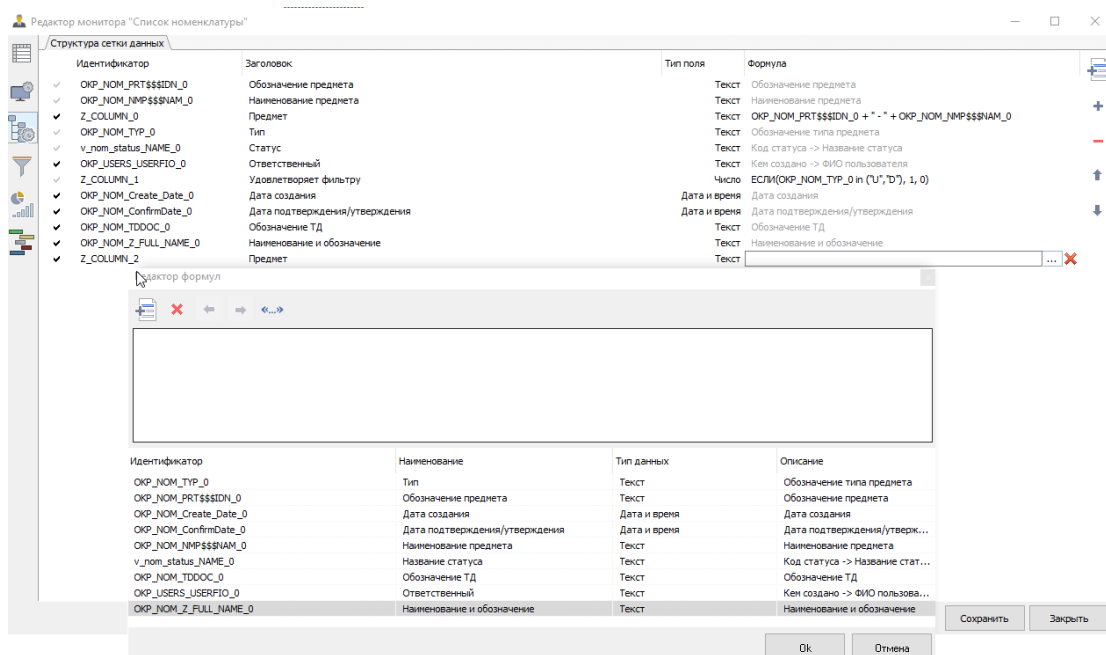 Редактор монитора "Список номенклатуры"
Структура сетки данных
Идентификатор Заголовок Тип поля Формула
OKP_NOM_PRT$$$IDN_0 Обозначение предмета Текст Обозначение предмета
OKP_NOM_NMP$$$NAM_0 Наименование предмета Текст Наименование предмета
Z_COLUMN_0 Предмет Текст OKP_NOM_PRT$$$IDN_0 + " - " + OKP_NOM_NMP$$$NAM_0
OKP_NOM_TYP_0 Тип Текст Обозначение типа предмета
v_nom_status_NAME_0 Статус Текст Код статуса -> Название статуса
OKP_USERS_USERFIO_0 Ответственный Текст Кем создано -> ФИО пользователя
Z_COLUMN_1 Удовлетворяет фильтру Число ЕСЛИ(OKP_NOM_TYP_0 in ("U","D"), 1, 0)
OKP_NOM_Create_Date_0 Дата создания Дата и время Дата создания
OKP_NOM_ConfirmDate_0 Дата подтверждения/утверждения Дата и время Дата подтверждения/утверждения
OKP_NOM_TDDOC_0 Обозначение ТД Текст Обозначение ТД
OKP_NOM_Z_FULL_NAME_0 Наименование и обозначение Текст Наименование и обозначение
Z_COLUMN_2 Предмет Текст ...
Редактор формул
«...»
Идентификатор Наименование Тип данных Описание
OKP_NOM_TYP_0 Тип Текст Обозначение типа предмета
OKP_NOM_PRT$$$IDN_0 Обозначение предмета Текст Обозначение предмета
OKP_NOM_Create_Date_0 Дата создания Дата и время Дата создания
OKP_NOM_ConfirmDate_0 Дата подтверждения/утверждения Дата и время Дата подтверждения/утверж...
OKP_NOM_NMP$$$NAM_0 Наименование предмета Текст Наименование предмета
v_nom_status_NAME_0 Название статуса Текст Код статуса -> Название стат...
OKP_NOM_TDDOC_0 Обозначение ТД Текст Обозначение ТД
OKP_USERS_USERFIO_0 Ответственный Текст Кем создано -> ФИО пользова...
OKP_NOM_Z_FULL_NAME_0 Наименование и обозначение Текст Наименование и обозначение
Сохранить Закрыть
Ok Отмена